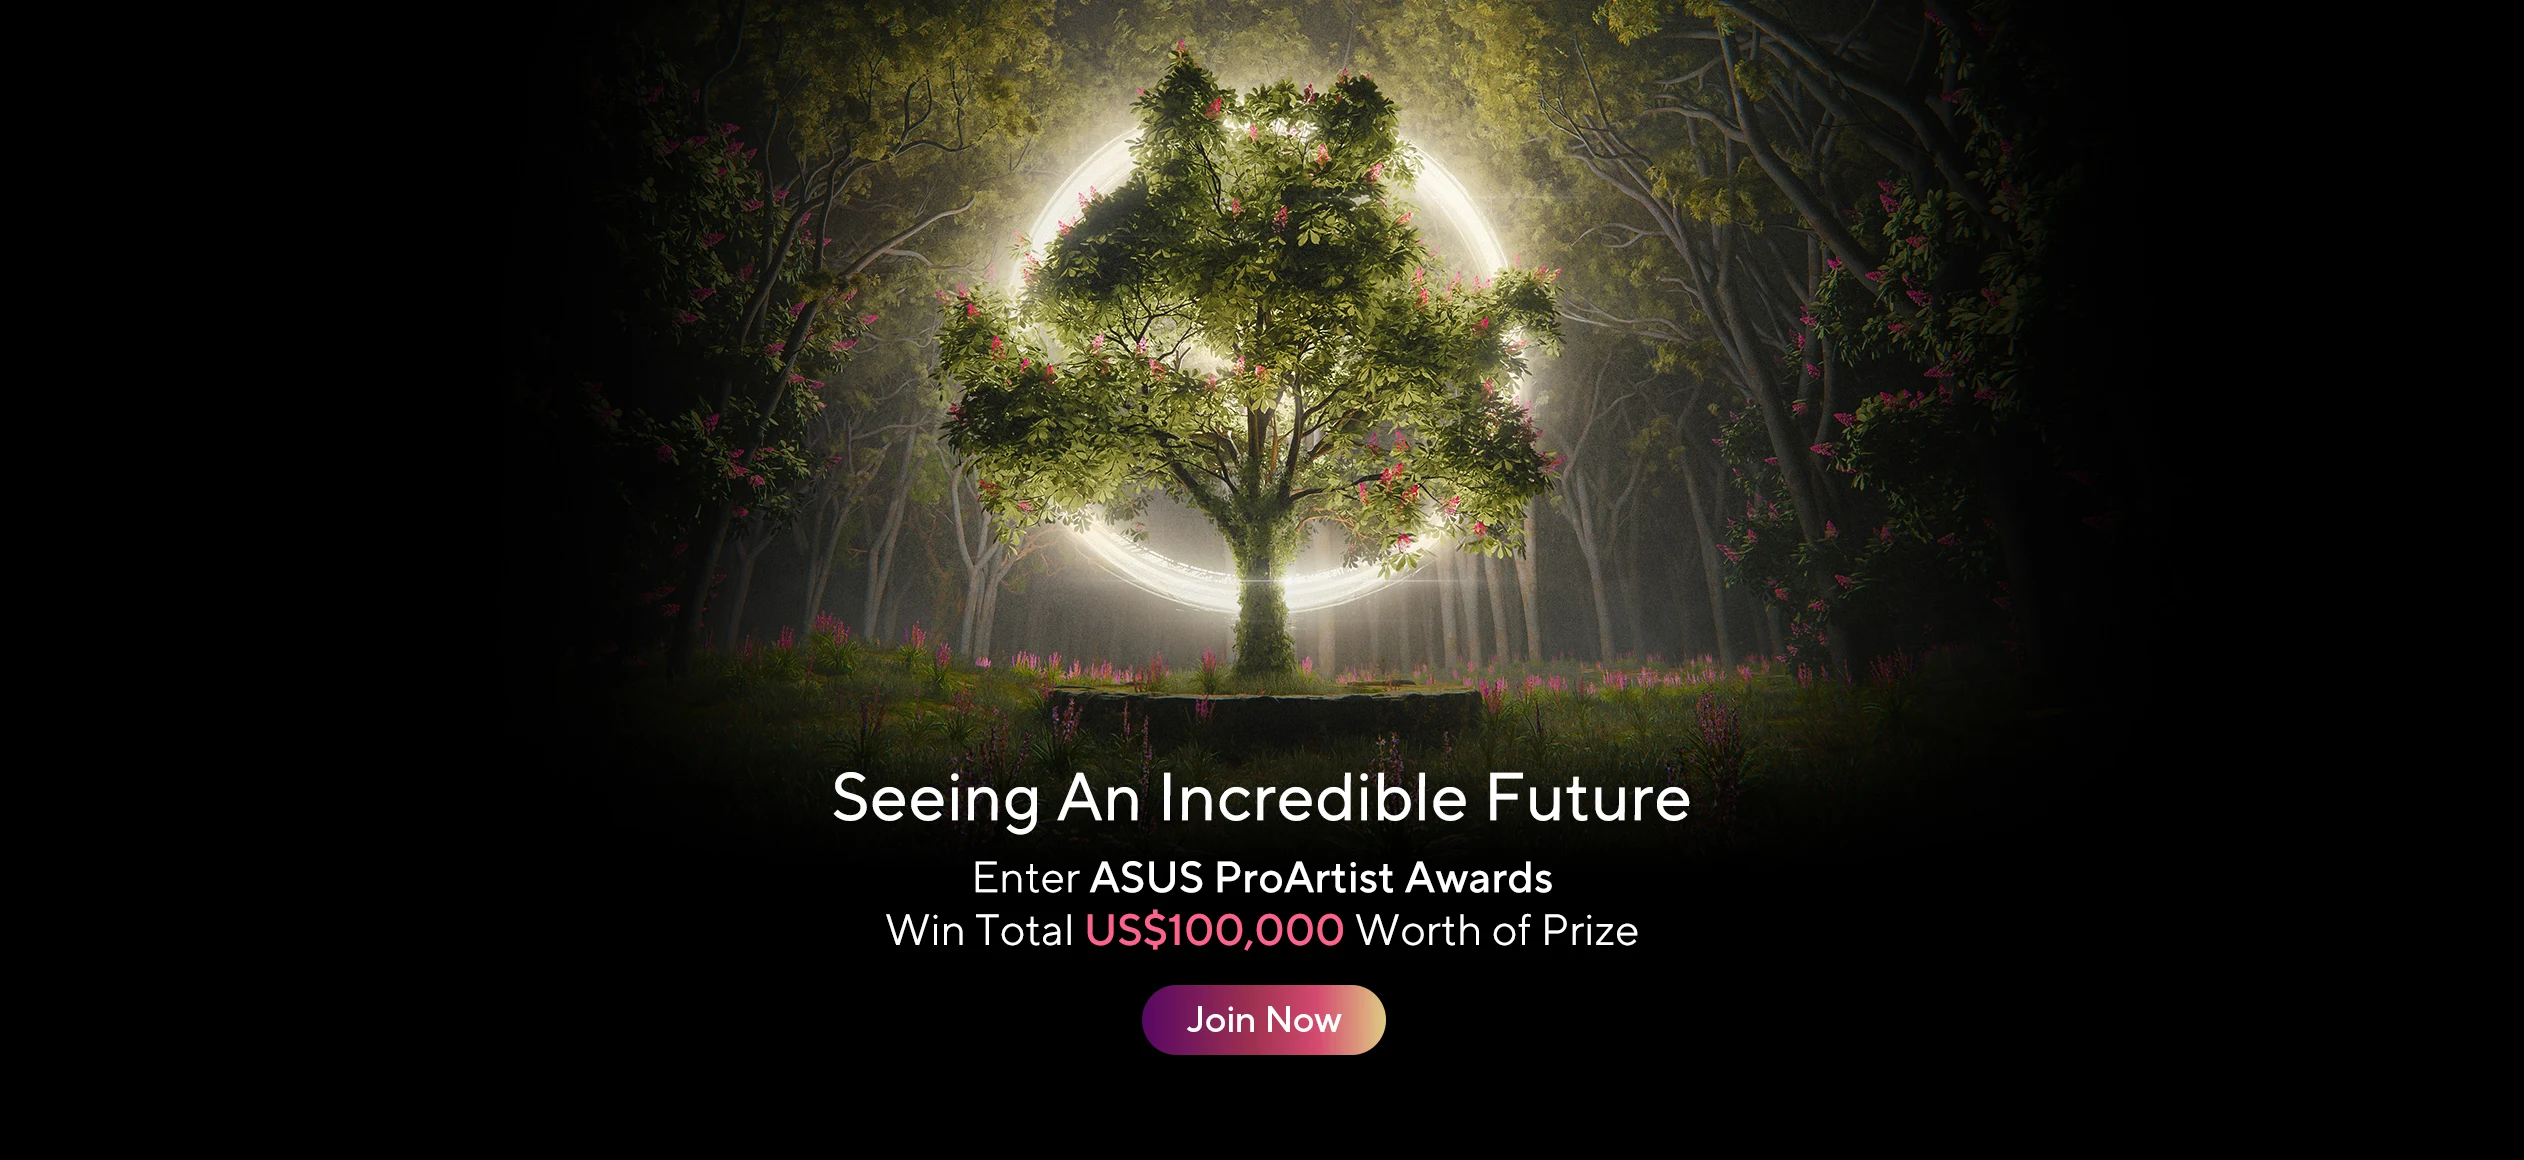 Seeing An Incredible Future
Enter ASUS ProArtist Awards
Win Total US$100,000 Worth of Prize
Join Now